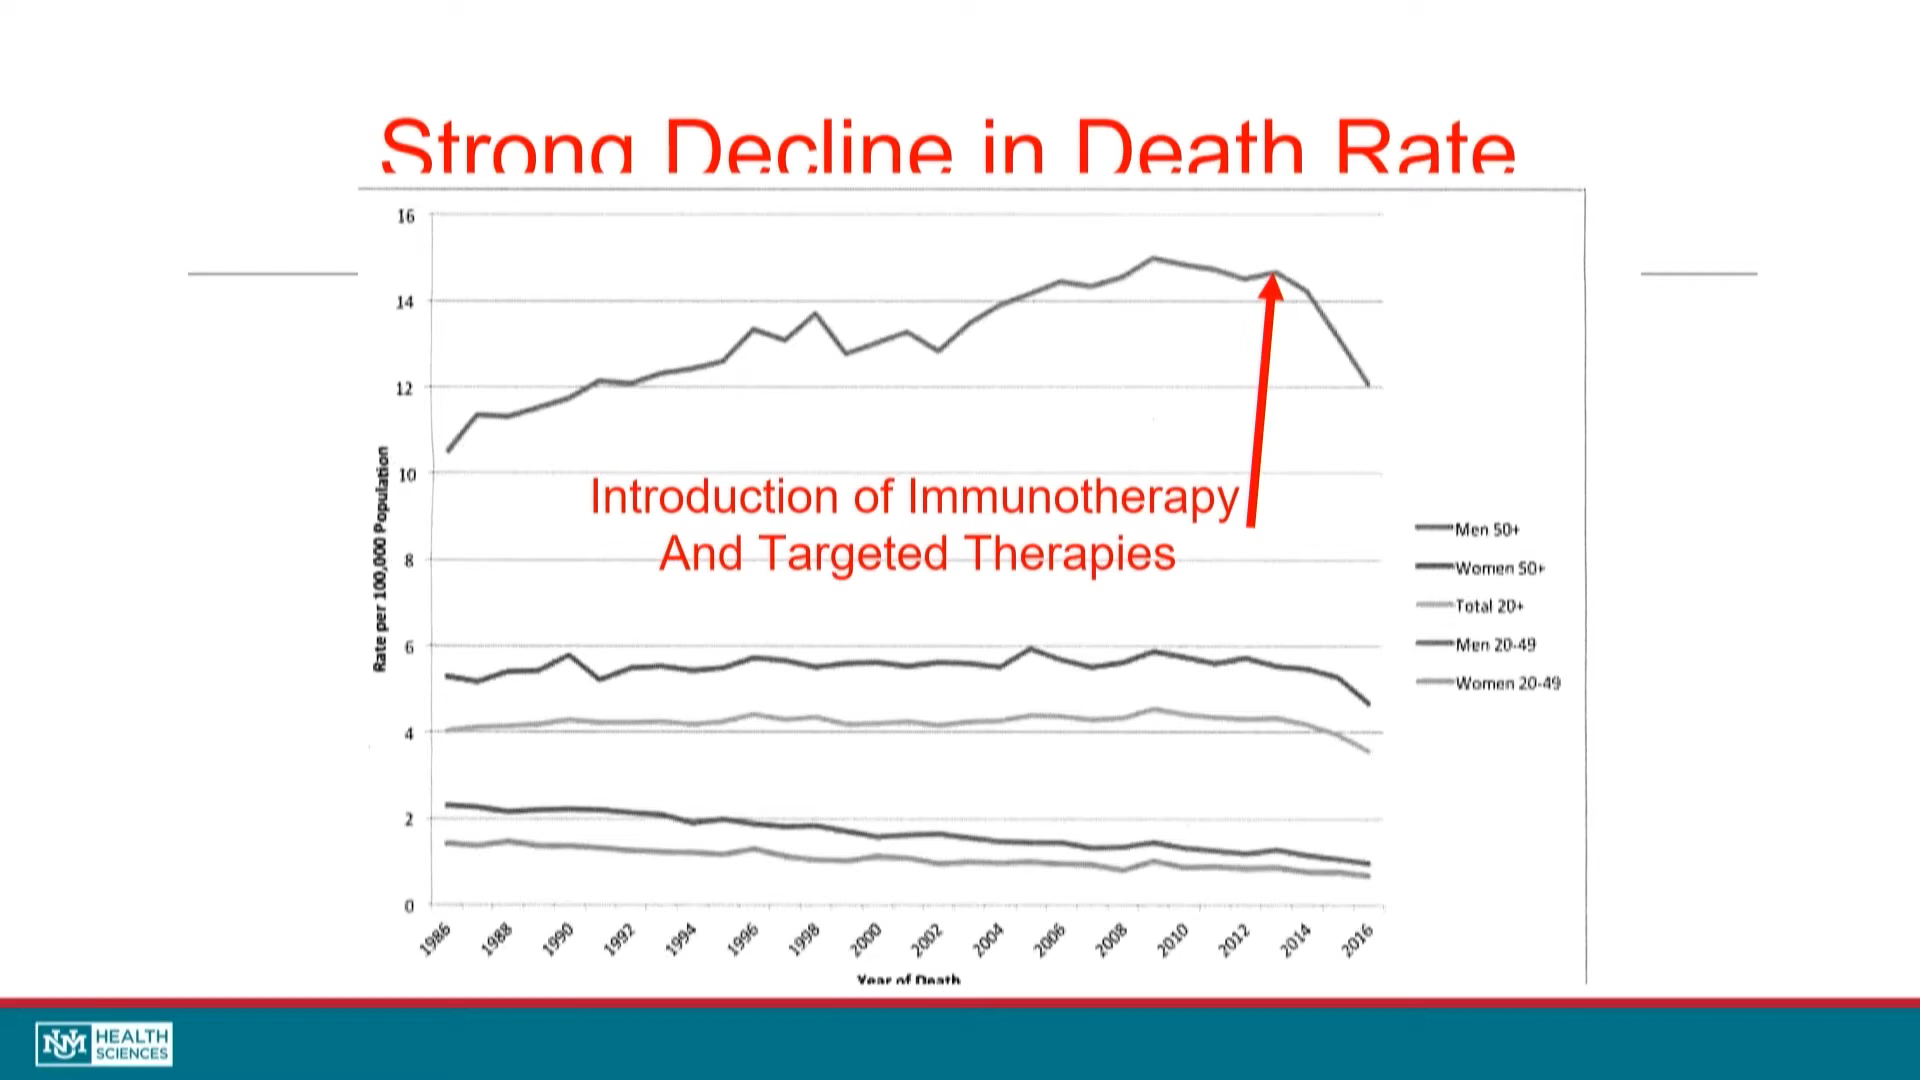 Strong Decline in Death Rate
16
14
12
10
8
6
4
2
0
Rate per 100,000 Population
Introduction of Immunotherapy
And Targeted Therapies
Men 50+
Women 50+
Total 20+
Men 20-49
Women 20-49
1986 1988 1990 1992 1994 1996 1998 2000 2002 2004 2006 2008 2010 2012 2014 2016
Year of Death
UNM HEALTH
SCIENCES